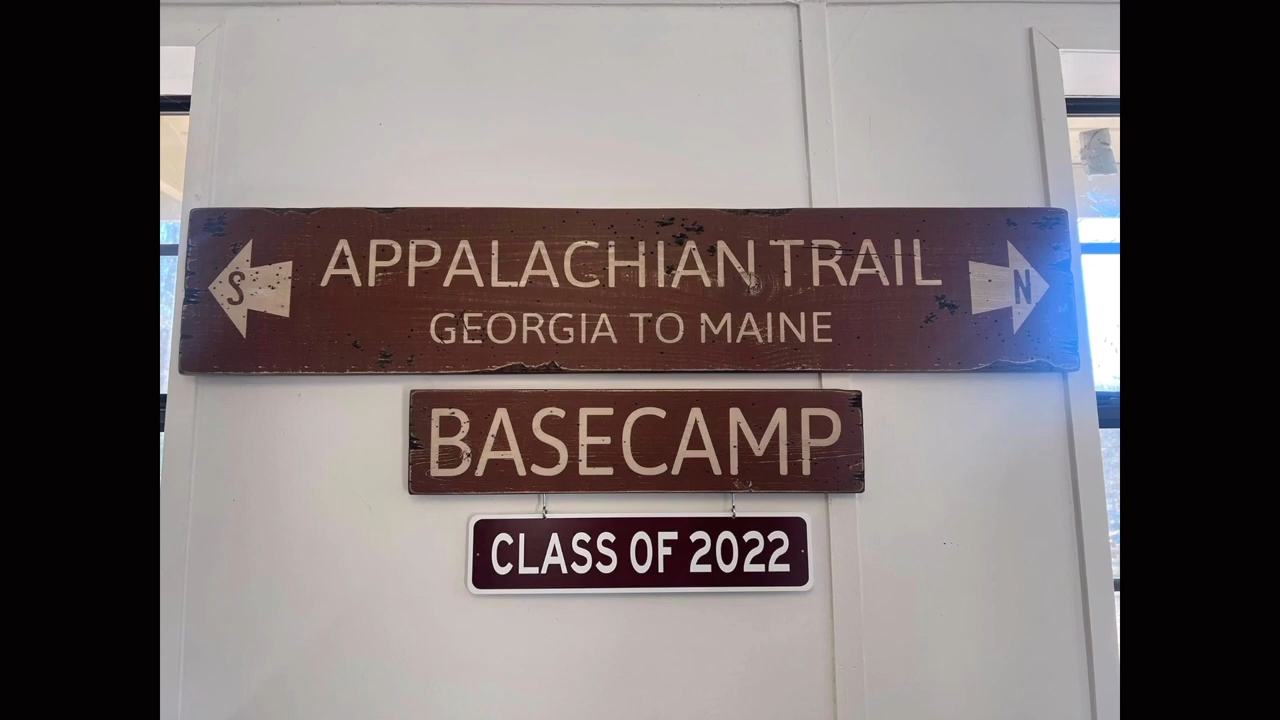 APPALACHIAN TRAIL
S N
GEORGIA TO MAINE
BASECAMP
CLASS OF 2022